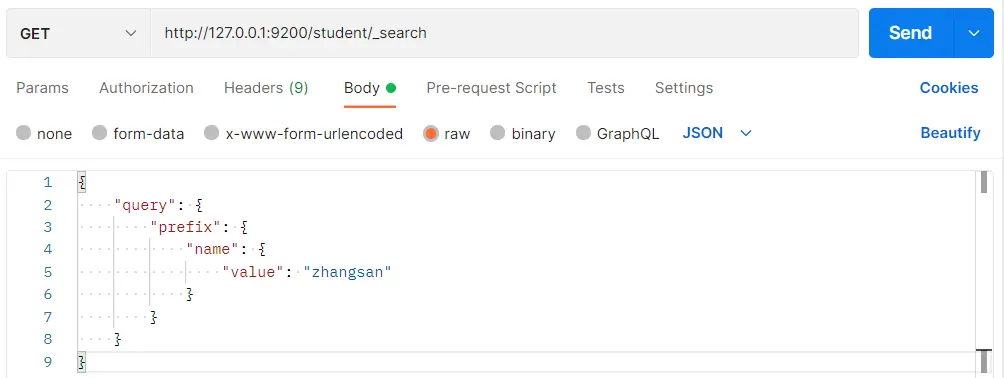 GET http://127.0.0.1:9200/student/_search Send
Params Authorization Headers (9) Body Pre-request Script Tests Settings Cookies
none form-data x-www-form-urlencoded raw binary GraphQL JSON Beautify
1 {
2 "query": {
3 "prefix": {
4 "name": {
5 "value": "zhangsan"
6 }
7 }
8 }
9 }